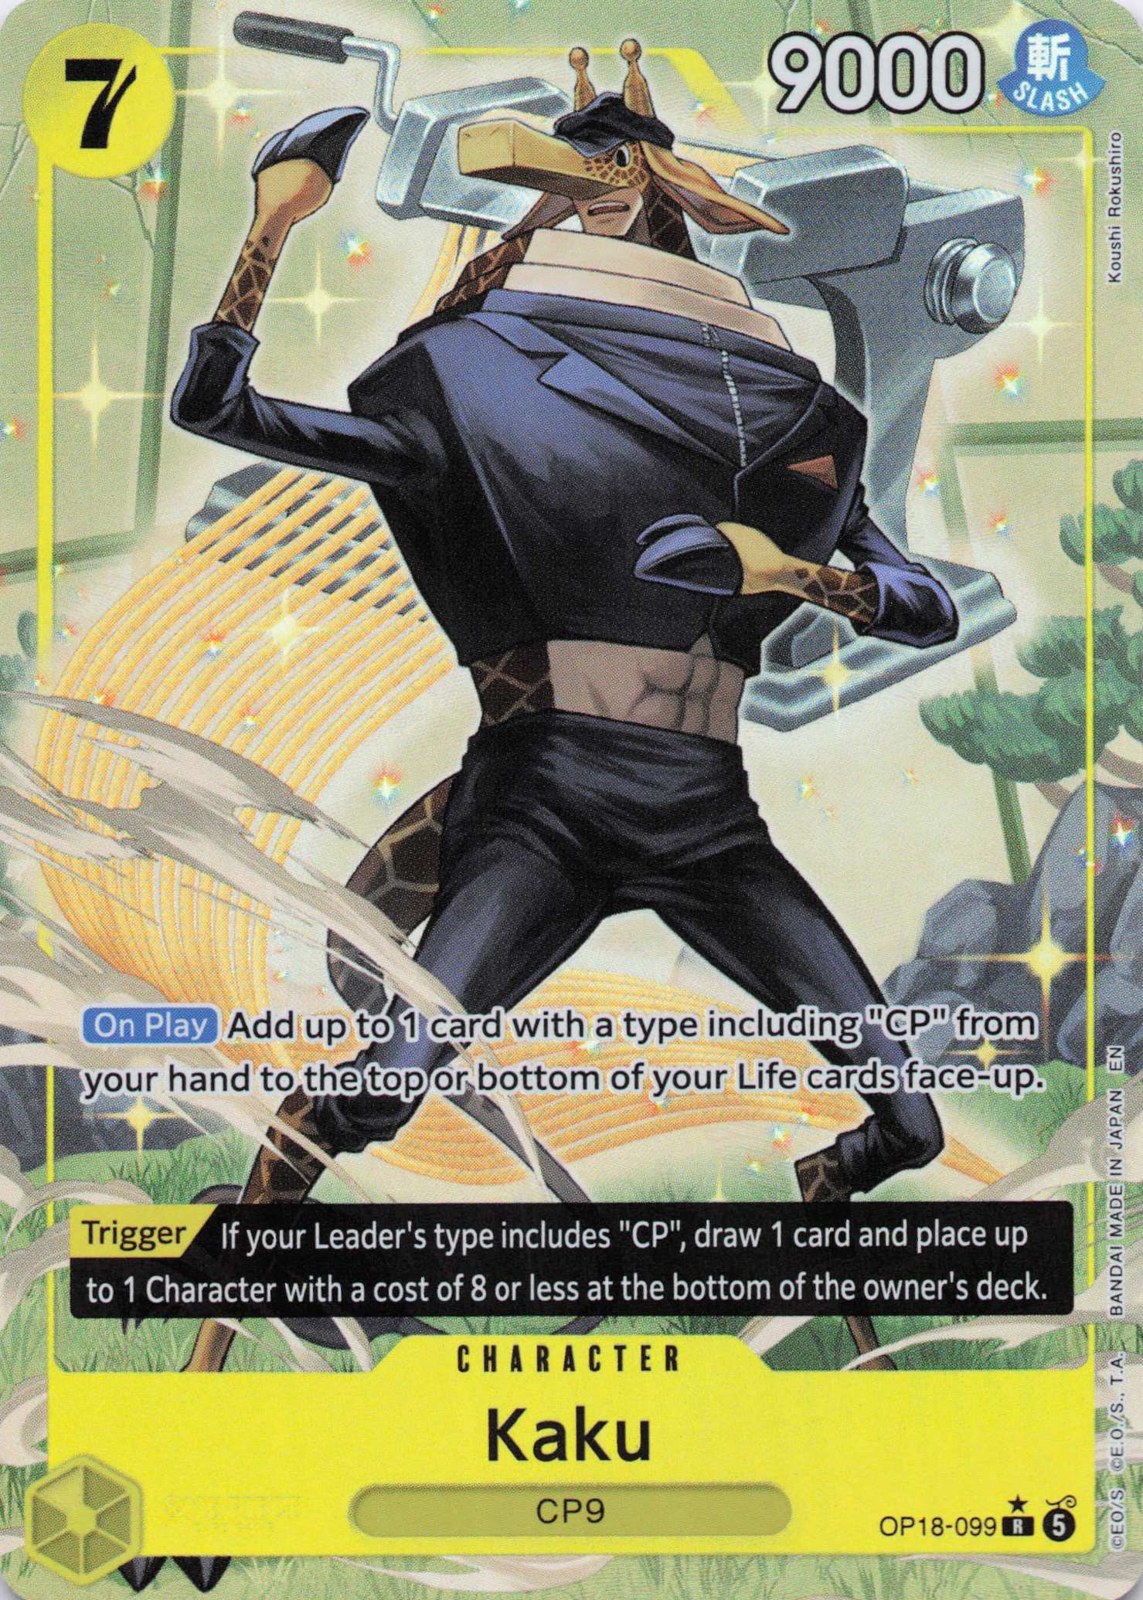 7
9000
斬
SLASH
Koushi Rokushiro
On Play Add up to 1 card with a type including "CP" from
your hand to the top or bottom of your Life cards face-up.
Trigger If your Leader's type includes "CP", draw 1 card and place up
to 1 Character with a cost of 8 or less at the bottom of the owner's deck.
CHARACTER
Kaku
CP9
OP18-099 R 5
©EO/S ©E.O./S., T.A. BANDAI MADE IN JAPAN EN